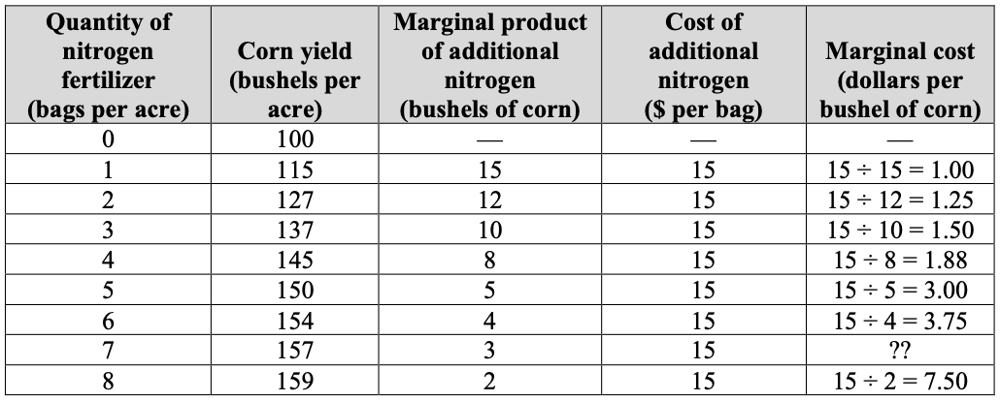 Quantity of nitrogen fertilizer (bags per acre) Corn yield (bushels per acre) Marginal product of additional nitrogen (bushels of corn) Cost of additional nitrogen ($ per bag) Marginal cost (dollars per bushel of corn)
0 100 — — —
1 115 15 15 15 ÷ 15 = 1.00
2 127 12 15 15 ÷ 12 = 1.25
3 137 10 15 15 ÷ 10 = 1.50
4 145 8 15 15 ÷ 8 = 1.88
5 150 5 15 15 ÷ 5 = 3.00
6 154 4 15 15 ÷ 4 = 3.75
7 157 3 15 ??
8 159 2 15 15 ÷ 2 = 7.50